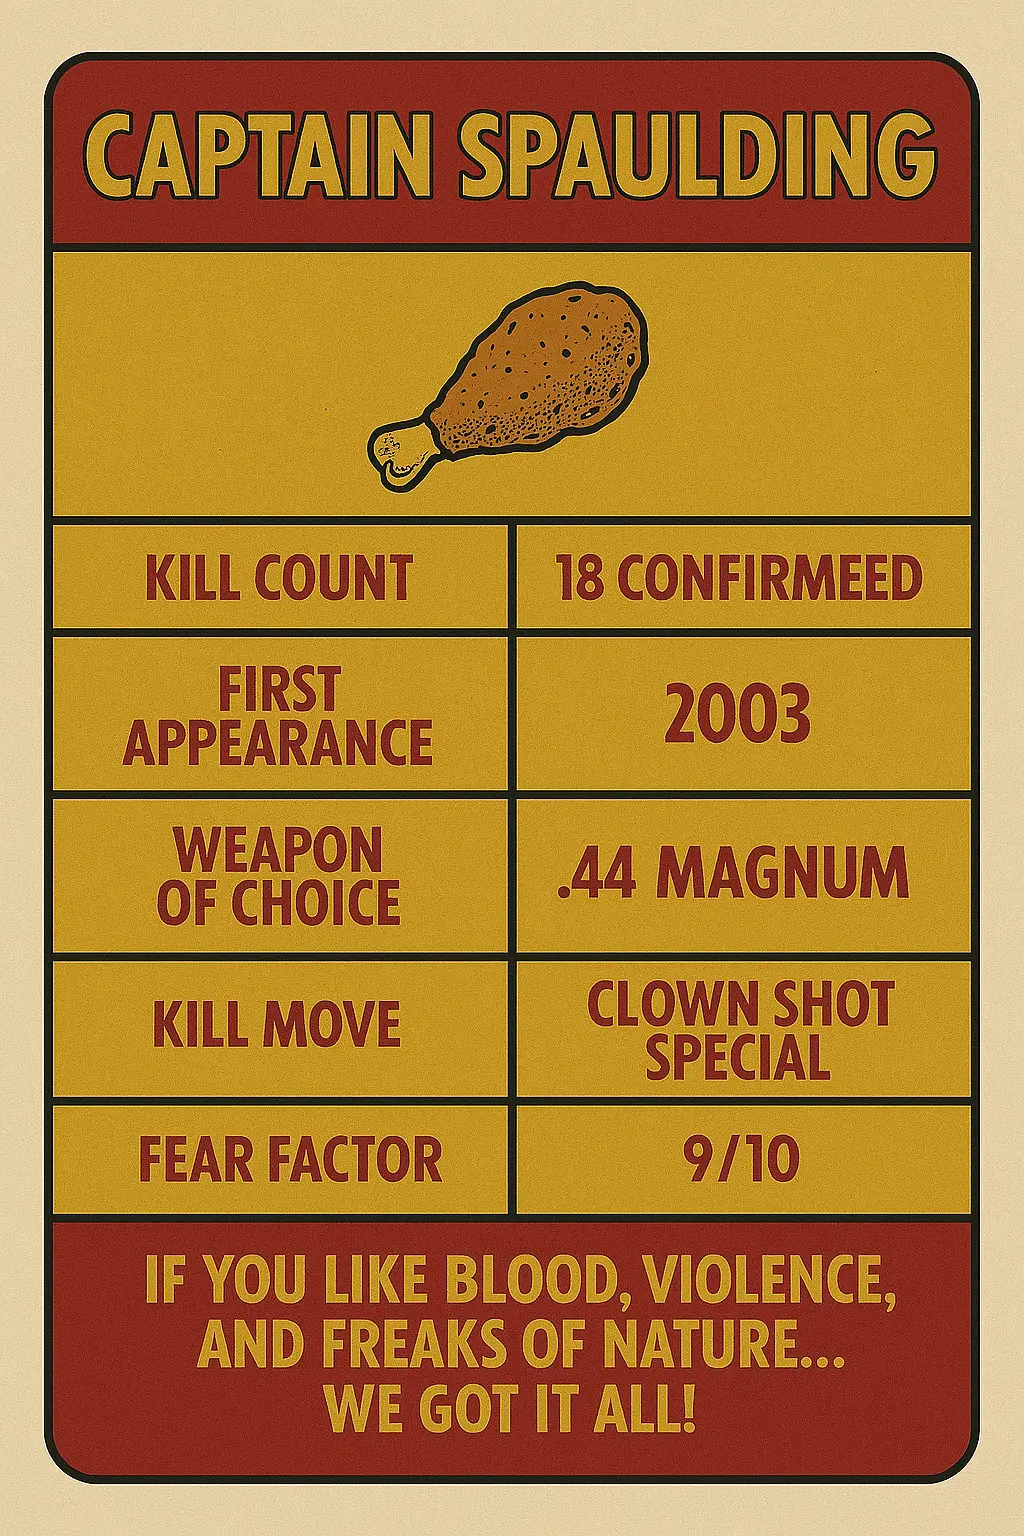 CAPTAIN SPAULDING
KILL COUNT
18 CONFIRMEED
FIRST
APPEARANCE
2003
WEAPON
OF CHOICE
.44 MAGNUM
KILL MOVE
CLOWN SHOT
SPECIAL
FEAR FACTOR
9/10
IF YOU LIKE BLOOD, VIOLENCE,
AND FREAKS OF NATURE...
WE GOT IT ALL!